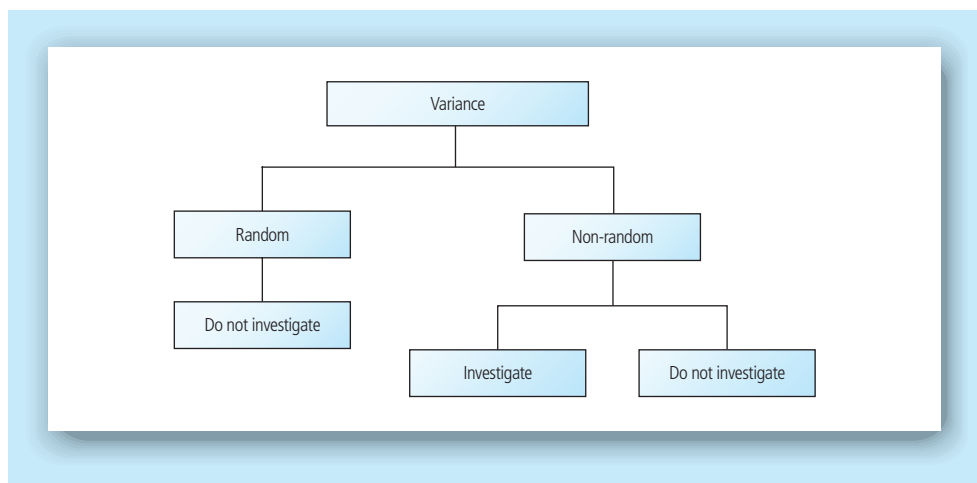 Variance
Random
Non-random
Do not investigate
Investigate
Do not investigate